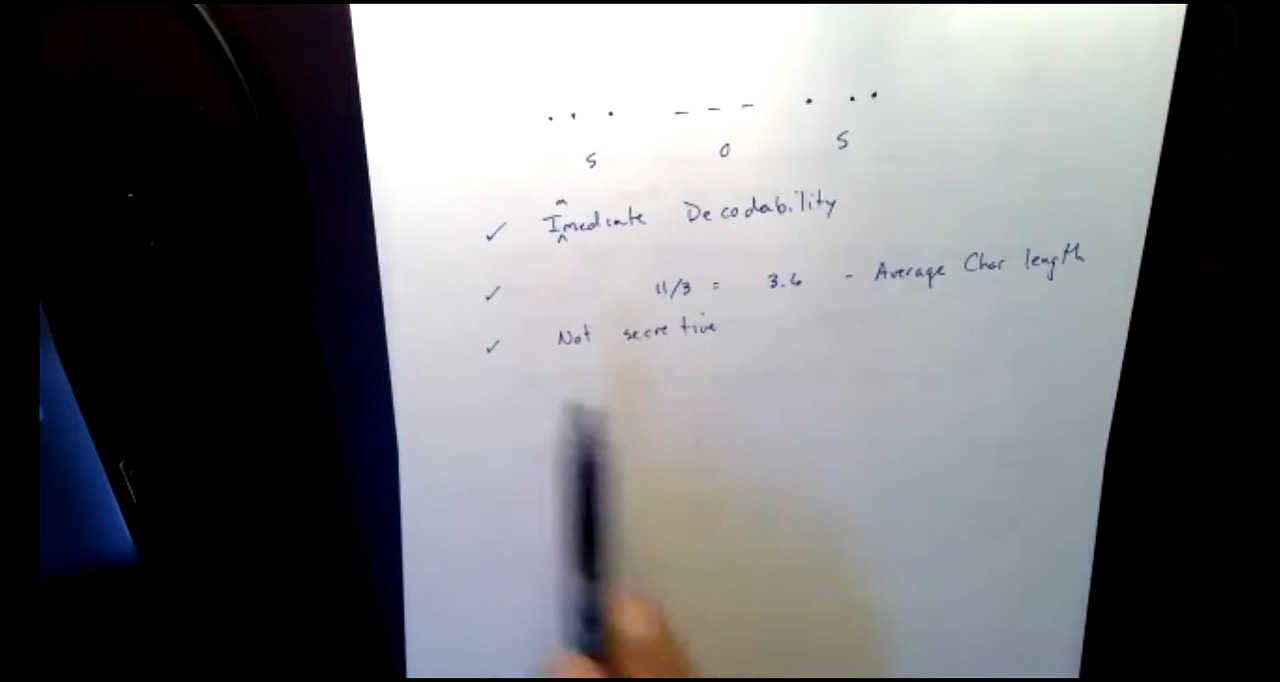 . . . _ _ _ . . .
S O S
✓ Imediate Decodability
✓ 11/3 = 3.6 - Average Char length
✓ Not secretive